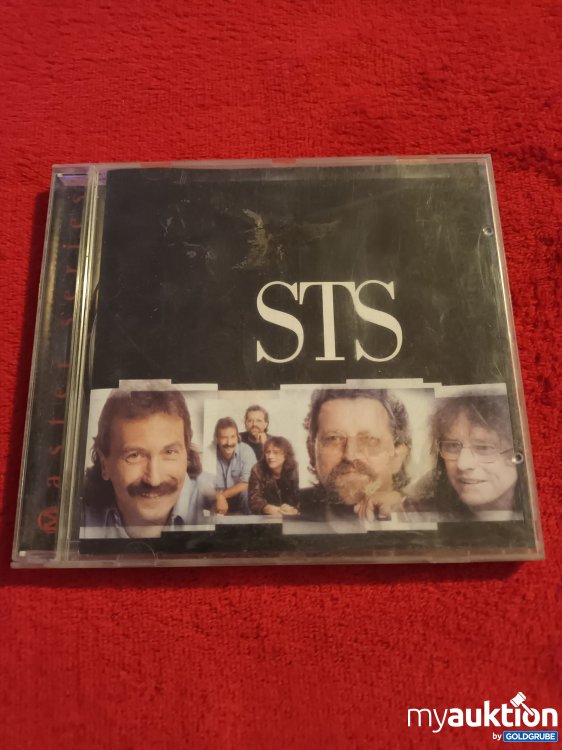 Master series
STS
myauktion
by GOLDGRUBE